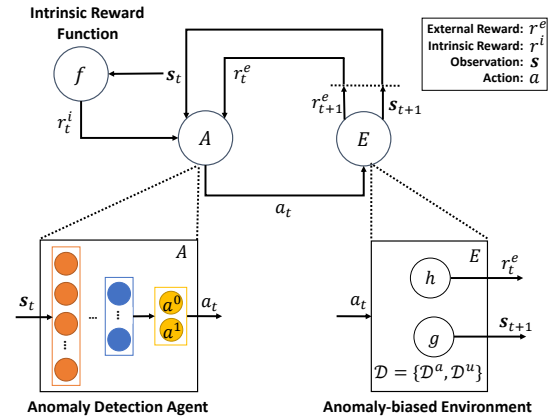 Intrinsic Reward
Function
External Reward: r^e
Intrinsic Reward: r^i
Observation: s
Action: a
f
s_t
r_t^e
r_{t+1}^e
s_{t+1}
r_t^i
A
E
a_t
A
E
s_t
...
a^0
a^1
a_t
a_t
h
r_t^e
g
s_{t+1}
𝒟 = {𝒟^a, 𝒟^u}
Anomaly Detection Agent
Anomaly-biased Environment